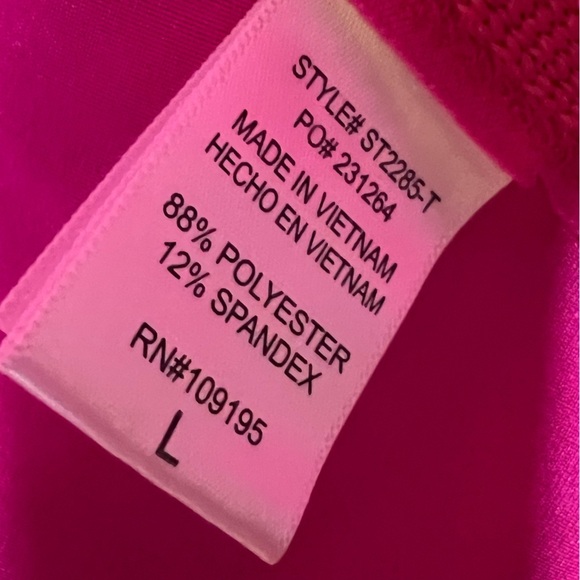 STYLE# ST2285-T
PO# 231264
MADE IN VIETNAM
HECHO EN VIETNAM
88% POLYESTER
12% SPANDEX
RN#109195
L